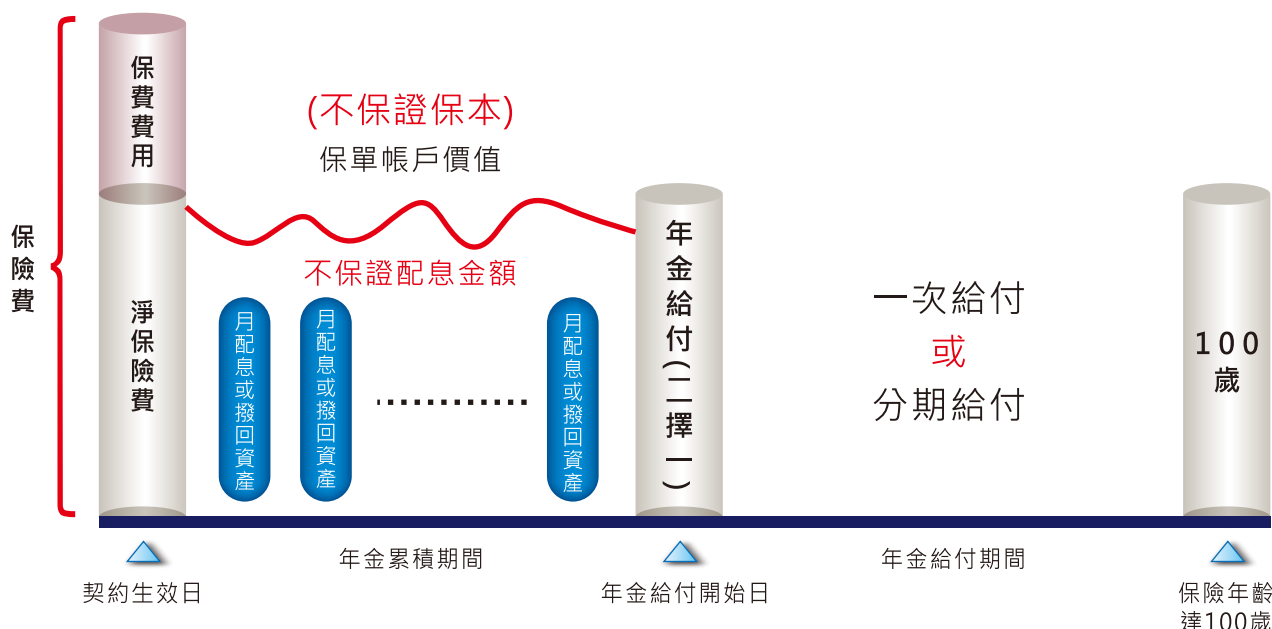 保險費
保費費用
淨保險費
(不保證保本)
保單帳戶價值
不保證配息金額
月配息或撥回資產
月配息或撥回資產
月配息或撥回資產
年金給付(二擇一)
一次給付
或
分期給付
100
歲
契約生效日
年金累積期間
年金給付開始日
年金給付期間
保險年齡
達100歲